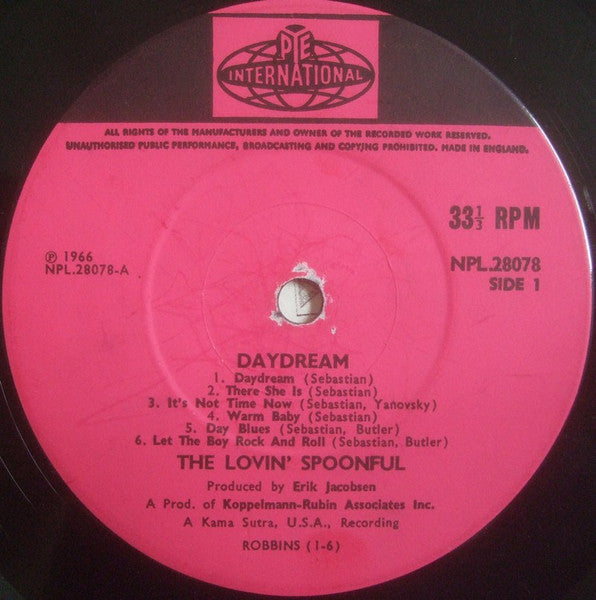 PYE
INTERNATIONAL
ALL RIGHTS OF THE MANUFACTURERS AND OWNER OF THE RECORDED WORK RESERVED.
UNAUTHORISED PUBLIC PERFORMANCE, BROADCASTING AND COPYING PROHIBITED. MADE IN ENGLAND.
33⅓ RPM
℗ 1966
NPL.28078-A
NPL.28078
SIDE 1
DAYDREAM
1. Daydream (Sebastian)
2. There She Is (Sebastian)
3. It's Not Time Now (Sebastian, Yanovsky)
4. Warm Baby (Sebastian)
5. Day Blues (Sebastian, Butler)
6. Let The Boy Rock And Roll (Sebastian, Butler)
THE LOVIN' SPOONFUL
Produced by Erik Jacobsen
A Prod. of Koppelmann-Rubin Associates Inc.
A Kama Sutra, U.S.A., Recording
ROBBINS (1-6)